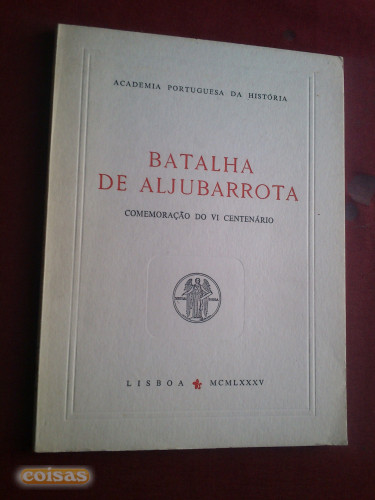 ACADEMIA PORTUGUESA DA HISTÓRIA
BATALHA
DE ALJUBARROTA
COMEMORAÇÃO DO VI CENTENÁRIO
LISBOA MCMLXXXV
coisas